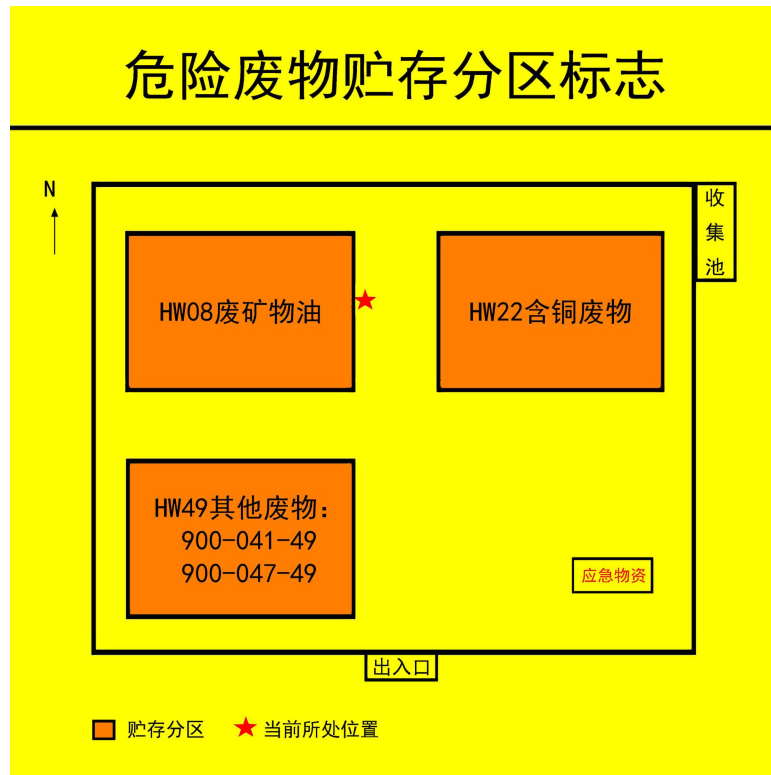 危险废物贮存分区标志
N
收
集
池
HW08废矿物油
HW22含铜废物
HW49其他废物：
900-041-49
900-047-49
应急物资
出入口
贮存分区
当前所处位置